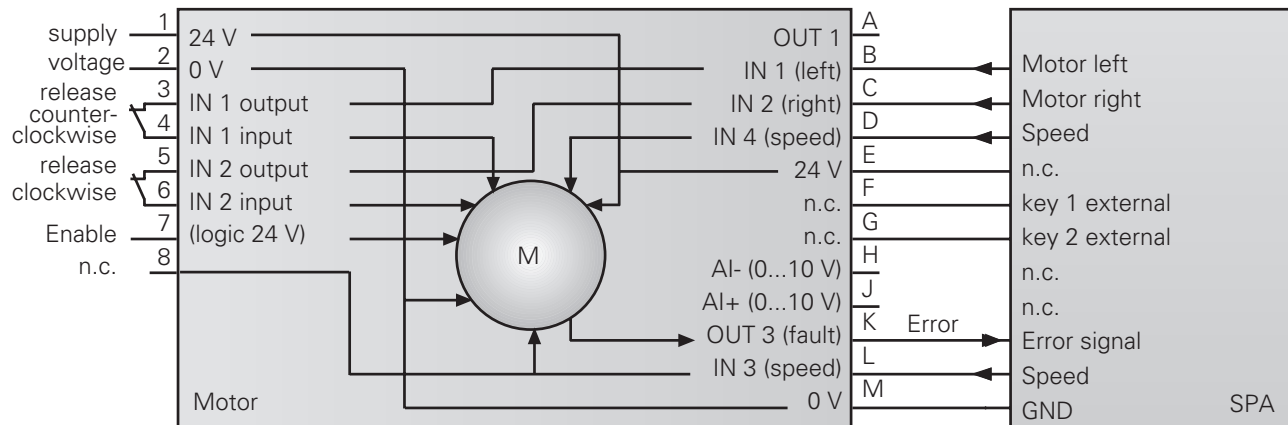 supply
voltage
release
counter-
clockwise
release
clockwise
Enable
n.c.
1
2
3
4
5
6
7
8
24 V
0 V
IN 1 output
IN 1 input
IN 2 output
IN 2 input
(logic 24 V)
Motor
M
OUT 1
IN 1 (left)
IN 2 (right)
IN 4 (speed)
24 V
n.c.
n.c.
AI- (0...10 V)
AI+ (0...10 V)
OUT 3 (fault)
IN 3 (speed)
0 V
A
B
C
D
E
F
G
H
J
K
L
M
Error
Motor left
Motor right
Speed
n.c.
key 1 external
key 2 external
n.c.
n.c.
Error signal
Speed
GND
SPA